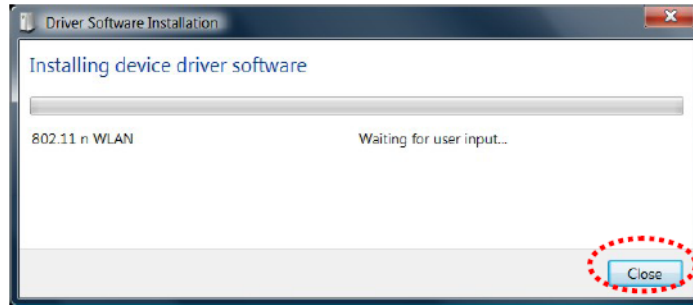 Driver Software Installation
Installing device driver software
802.11 n WLAN Waiting for user input...
Close